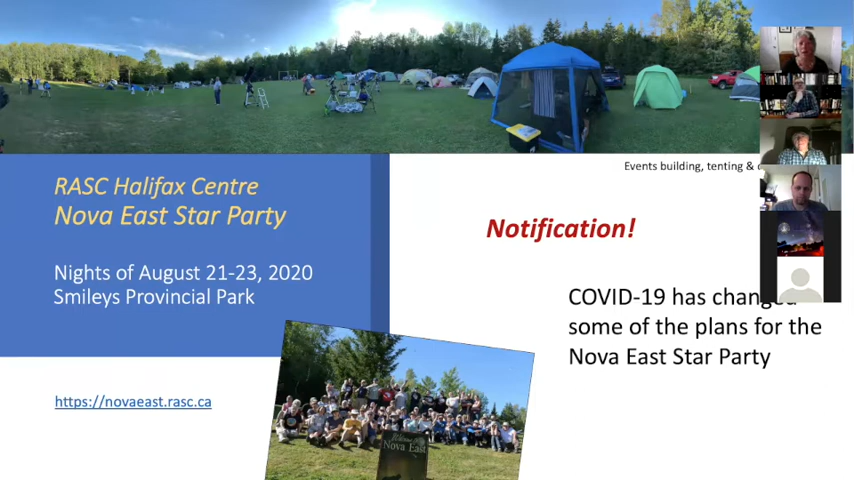 Events building, tenting &
RASC Halifax Centre
Nova East Star Party
Notification!
Nights of August 21-23, 2020
Smileys Provincial Park
COVID-19 has changed
some of the plans for the
Nova East Star Party
https://novaeast.rasc.ca
Nova East